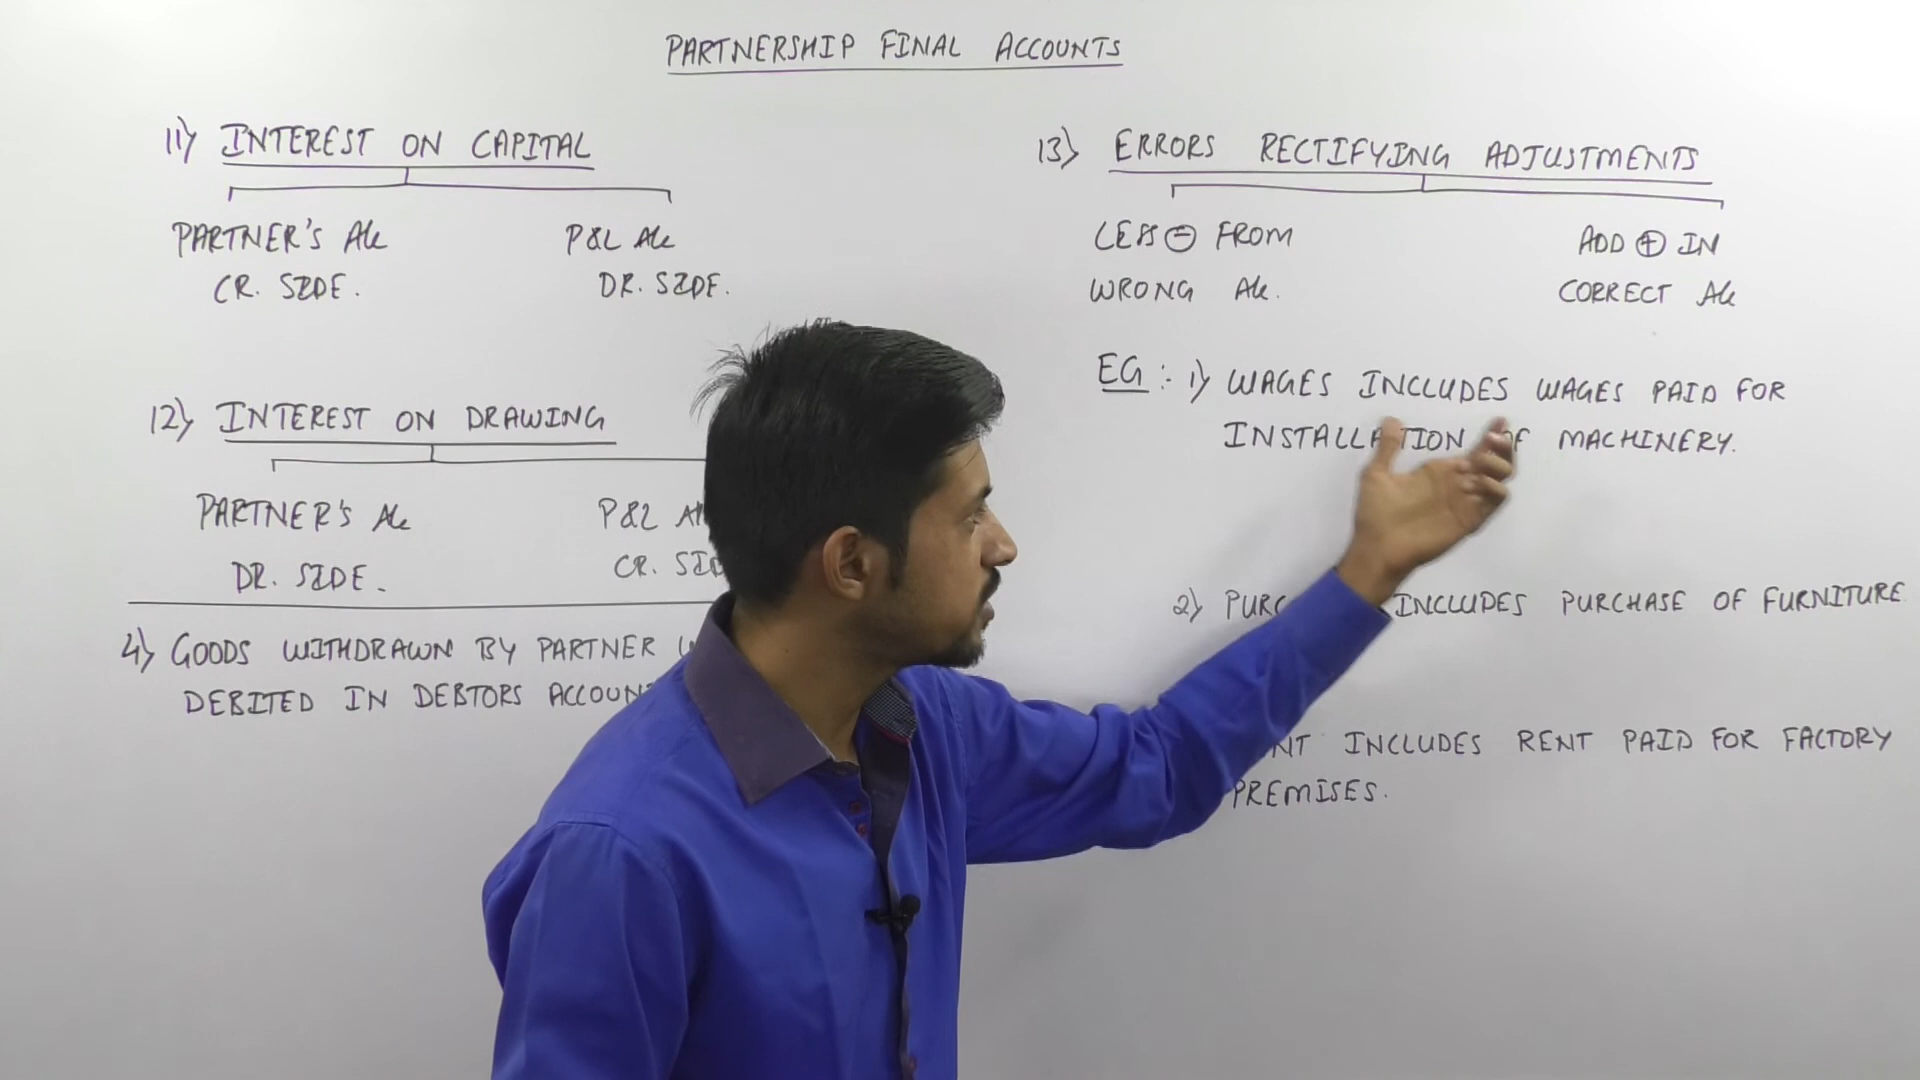 PARTNERSHIP FINAL ACCOUNTS
11) INTEREST ON CAPITAL
PARTNER'S A/c
CR. SIDE.
P&L A/c
DR. SIDE.
12) INTEREST ON DRAWING
PARTNER'S A/c
DR. SIDE.
P&L
CR.
4) GOODS WITHDRAWN BY PARTNER
DEBITED IN DEBTORS
13) ERRORS RECTIFYING ADJUSTMENTS
LESS ⊖ FROM
WRONG A/c.
ADD ⊕ IN
CORRECT A/c
EG :- 1) WAGES INCLUDES WAGES PAID FOR
INSTALLATION OF MACHINERY.
2) INCLUDES PURCHASE OF FURNITURE
INCLUDES RENT PAID FOR FACTORY
PREMISES.